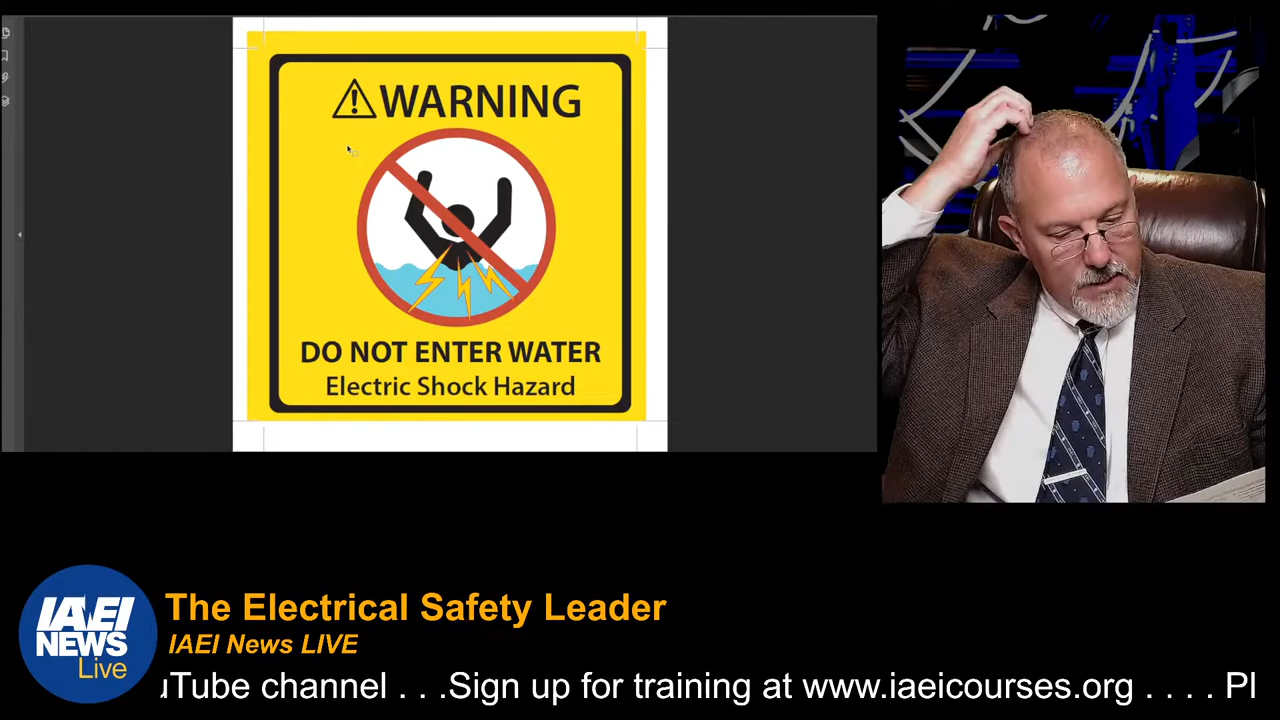 WARNING
DO NOT ENTER WATER
Electric Shock Hazard
IAEI
NEWS
Live
The Electrical Safety Leader
IAEI News LIVE
uTube channel . . .Sign up for training at www.iaeicourses.org . . . . Pl